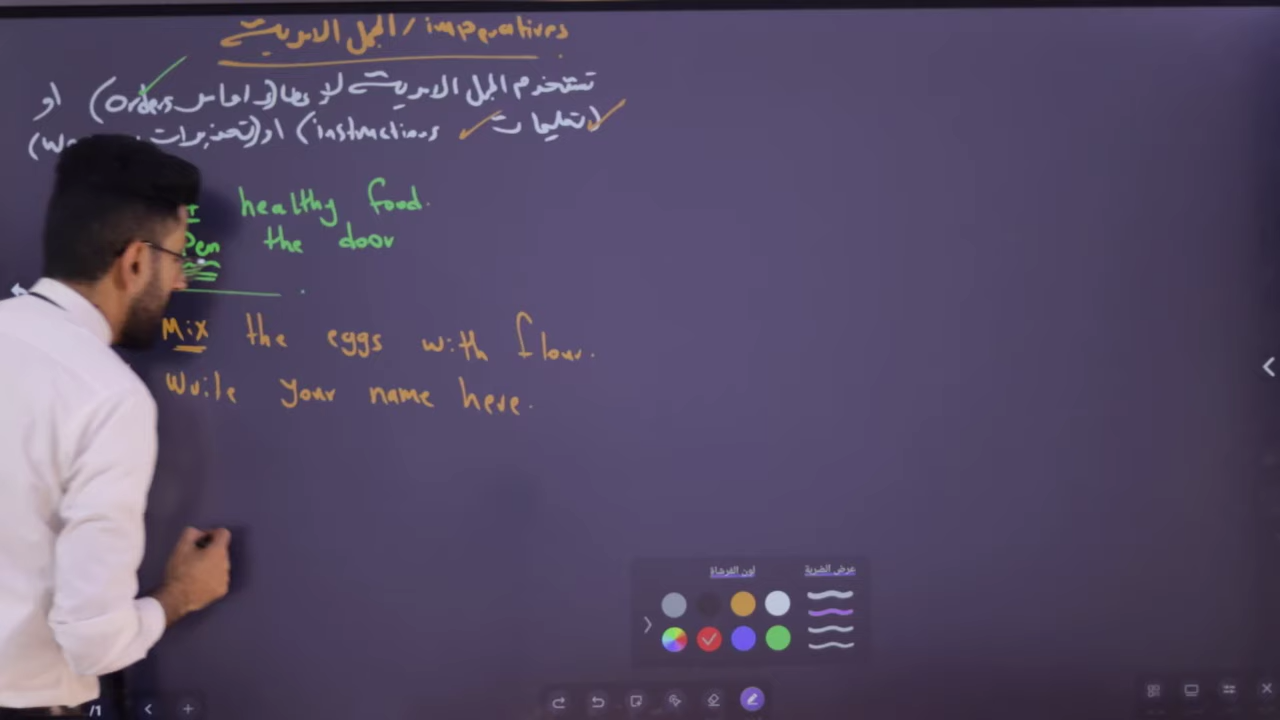 الجمل الامرية / imperatives
تستخدم الجمل الامرية لإعطاء (اوامر Orders) او
(تعليمات instructions) او (تحذيرات
healthy food.
the door
Mix the eggs with flour.
Write your name here.
لون الفرشاة عرض الضربة
/1